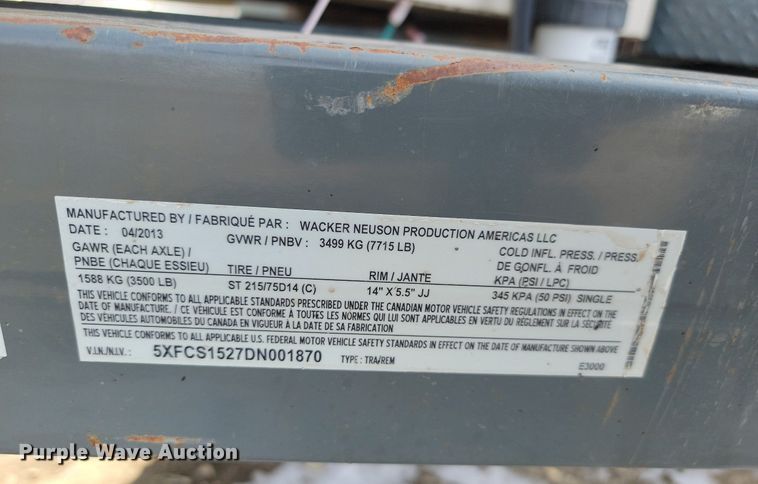 MANUFACTURED BY / FABRIQUÉ PAR : WACKER NEUSON PRODUCTION AMERICAS LLC
DATE: 04/2013 GVWR / PNBV : 3499 KG (7715 LB)
GAWR (EACH AXLE) / PNBE (CHAQUE ESSIEU) TIRE / PNEU RIM / JANTE COLD INFL. PRESS. / PRESS. DE GONFL. À FROID KPA (PSI / LPC)
1588 KG (3500 LB) ST 215/75D14 (C) 14" X 5.5" JJ 345 KPA (50 PSI) SINGLE
THIS VEHICLE CONFORMS TO ALL APPLICABLE STANDARDS PRESCRIBED UNDER THE CANADIAN MOTOR VEHICLE SAFETY REGULATIONS IN EFFECT ON THE
DATE OF MANUFACTURE / CE VÉHICULE EST CONFORME À TOUTES LES NORMES QUI LUI SONT APPLICABLES EN VERTU DU RÈGLEMENT SUR LA SÉCURITÉ
DES VÉHICULES AUTOMOBILES DU CANADA EN VIGUEUR À LA DATE DE SA FABRICATION
THIS VEHICLE CONFORMS TO ALL APPLICABLE U.S. FEDERAL MOTOR VEHICLE SAFETY STANDARDS IN EFFECT ON THE DATE OF MANUFACTURE SHOWN ABOVE.
V.I.N./N.I.V.: 5XFCS1527DN001870 TYPE : TRA/REM E3000
Purple Wave Auction